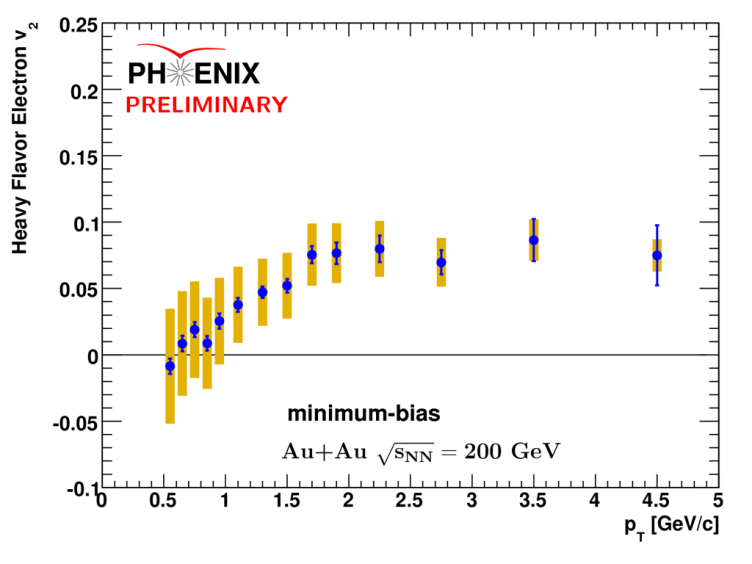 Heavy Flavor Electron v2
0.25
0.2
0.15
0.1
0.05
0
-0.05
-0.1
PHENIX
PRELIMINARY
minimum-bias
Au+Au √sNN = 200 GeV
0 0.5 1 1.5 2 2.5 3 3.5 4 4.5 5
pT [GeV/c]